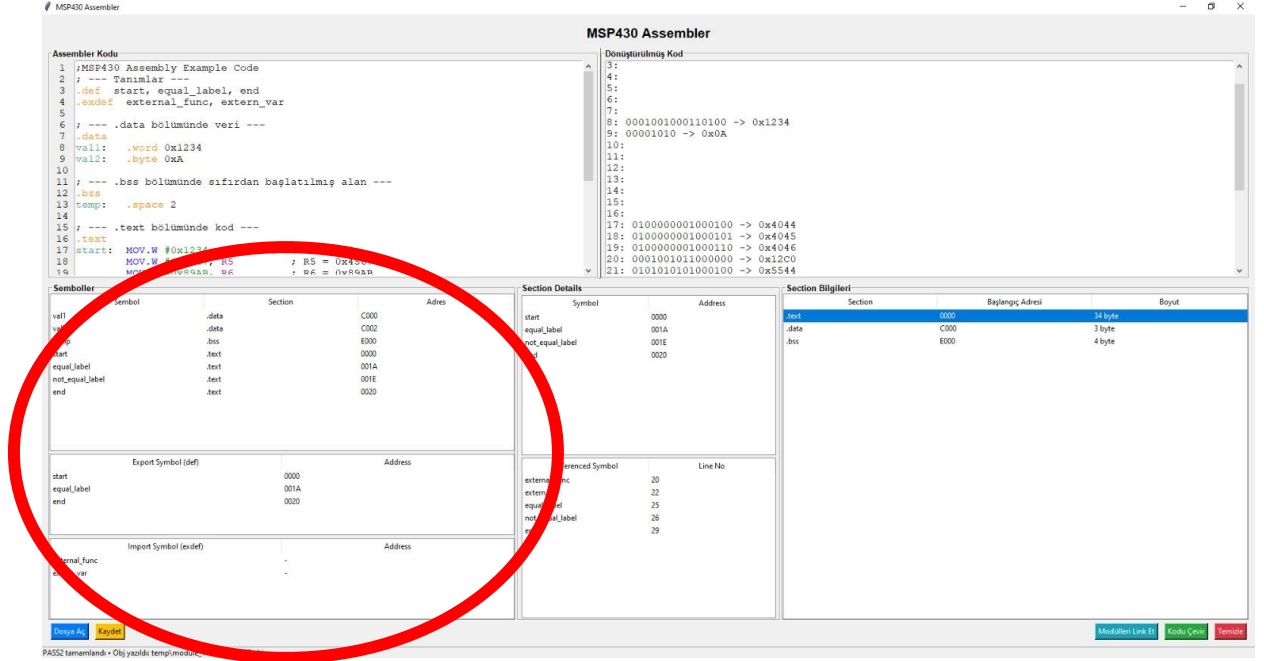 MSP430 Assembler
MSP430 Assembler
Assembler Kodu
1 ;MSP430 Assembly Example Code
2 ; --- Tanımlar ---
3 .def start, equal_label, end
4 .exdef external_func, extern_var
5
6 ; --- .data bölümünde veri ---
7 .data
8 val1: .word 0x1234
9 val2: .byte 0xA
10
11 ; --- .bss bölümünde sıfırdan başlatılmış alan ---
12 .bss
13 temp: .space 2
14
15 ; --- .text bölümünde kod ---
16 .text
17 start: MOV.W #0x1234
18 MOV.W R5 ; R5 =
19 R6 ; R6 = 0x89AB
Dönüştürülmüş Kod
3:
4:
5:
6:
7:
8: 0001001000110100 -> 0x1234
9: 00001010 -> 0x0A
10:
11:
12:
13:
14:
15:
16:
17: 0100000001000100 -> 0x4044
18: 0100000001000101 -> 0x4045
19: 0100000001000110 -> 0x4046
20: 0001001011000000 -> 0x12C0
21: 0101010101000100 -> 0x5544
Semboller
Sembol Section Adres
val1 .data C000
.data C002
.bss E000
start .text 0000
equal_label .text 001A
not_equal_label .text 001E
end .text 0020
Export Symbol (def) Address
start 0000
equal_label 001A
end 0020
Import Symbol (exdef) Address
-
-
Section Details
Symbol Address
start 0000
equal_label 001A
not_equal_label 001E
0020
Symbol Line No
20
22
25
26
29
Section Bilgileri
Section Başlangıç Adresi Boyut
.text 0000 34 byte
.data C000 3 byte
.bss E000 4 byte
Dosya Aç Kaydet
Modülleri Link Et Kodu Çevir Temizle
PASS2 tamamlandı • Obj yazıldı: temp\module_